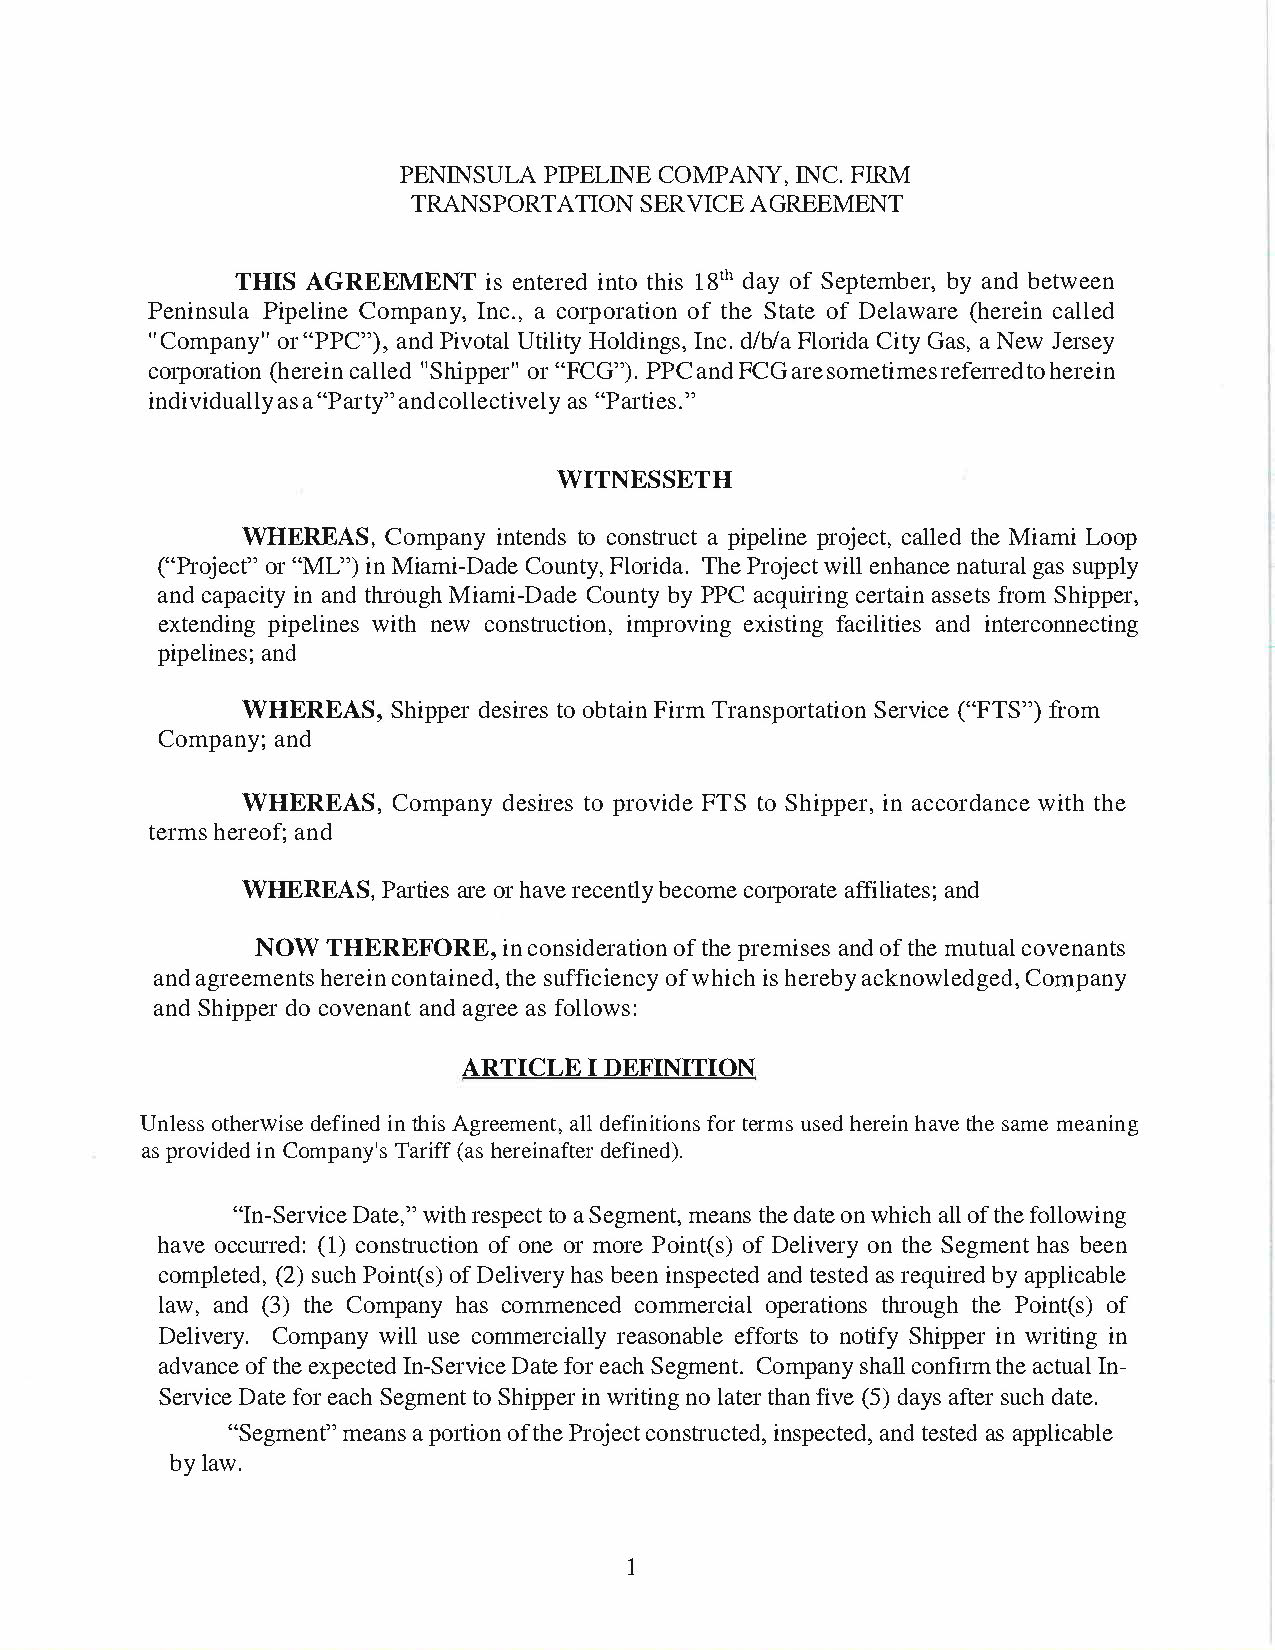 PENINSULA PIPELINE COMPANY, INC. FIRM
TRANSPORTATION SERVICE AGREEMENT
THIS AGREEMENT is entered into this 18th day of September, by and between
Peninsula Pipeline Company, Inc., a corporation of the State of Delaware (herein called
"Company" or “PPC”), and Pivotal Utility Holdings, Inc. d/b/a Florida City Gas, a New Jersey
corporation (herein called "Shipper" or “FCG”). PPC and FCG are sometimes referred to herein
individually as a “Party” and collectively as “Parties.”
WITNESSETH
WHEREAS, Company intends to construct a pipeline project, called the Miami Loop
(“Project” or “ML”) in Miami-Dade County, Florida. The Project will enhance natural gas supply
and capacity in and through Miami-Dade County by PPC acquiring certain assets from Shipper,
extending pipelines with new construction, improving existing facilities and interconnecting
pipelines; and
WHEREAS, Shipper desires to obtain Firm Transportation Service (“FTS”) from
Company; and
WHEREAS, Company desires to provide FTS to Shipper, in accordance with the
terms hereof; and
WHEREAS, Parties are or have recently become corporate affiliates; and
NOW THEREFORE, in consideration of the premises and of the mutual covenants
and agreements herein contained, the sufficiency of which is hereby acknowledged, Company
and Shipper do covenant and agree as follows:
ARTICLE I DEFINITION
Unless otherwise defined in this Agreement, all definitions for terms used herein have the same meaning
as provided in Company's Tariff (as hereinafter defined).
“In-Service Date,” with respect to a Segment, means the date on which all of the following
have occurred: (1) construction of one or more Point(s) of Delivery on the Segment has been
completed, (2) such Point(s) of Delivery has been inspected and tested as required by applicable
law, and (3) the Company has commenced commercial operations through the Point(s) of
Delivery. Company will use commercially reasonable efforts to notify Shipper in writing in
advance of the expected In-Service Date for each Segment. Company shall confirm the actual In-
Service Date for each Segment to Shipper in writing no later than five (5) days after such date.
“Segment” means a portion of the Project constructed, inspected, and tested as applicable
by law.
1